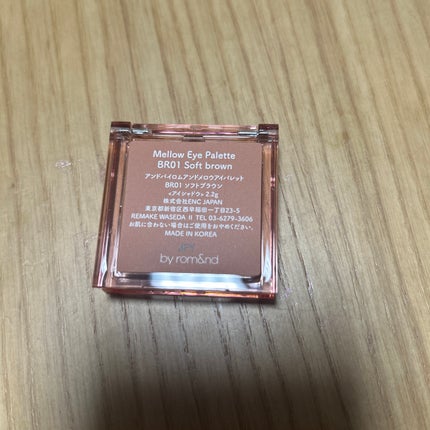 Mellow Eye Palette
BR01 Soft brown
アンドバイロムアンドメロウアイパレット
BR01 ソフトブラウン
<アイシャドウ> 2.2g
株式会社ENC JAPAN
東京都新宿区西早稲田一丁目23-5
REMAKE WASEDA Ⅱ TEL 03-6279-3606
お肌に合わない場合はご使用をおやめください。
MADE IN KOREA
by rom&nd